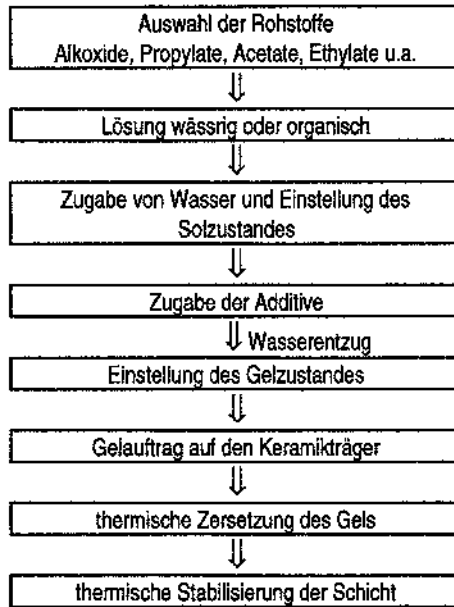 Auswahl der Rohstoffe
Alkoxide, Propylate, Acetate, Ethylate u.a.
Lösung wässrig oder organisch
Zugabe von Wasser und Einstellung des
Solzustandes
Zugabe der Additive
Wasserentzug
Einstellung des Gelzustandes
Gelauftrag auf den Keramikträger
thermische Zersetzung des Gels
thermische Stabilisierung der Schicht